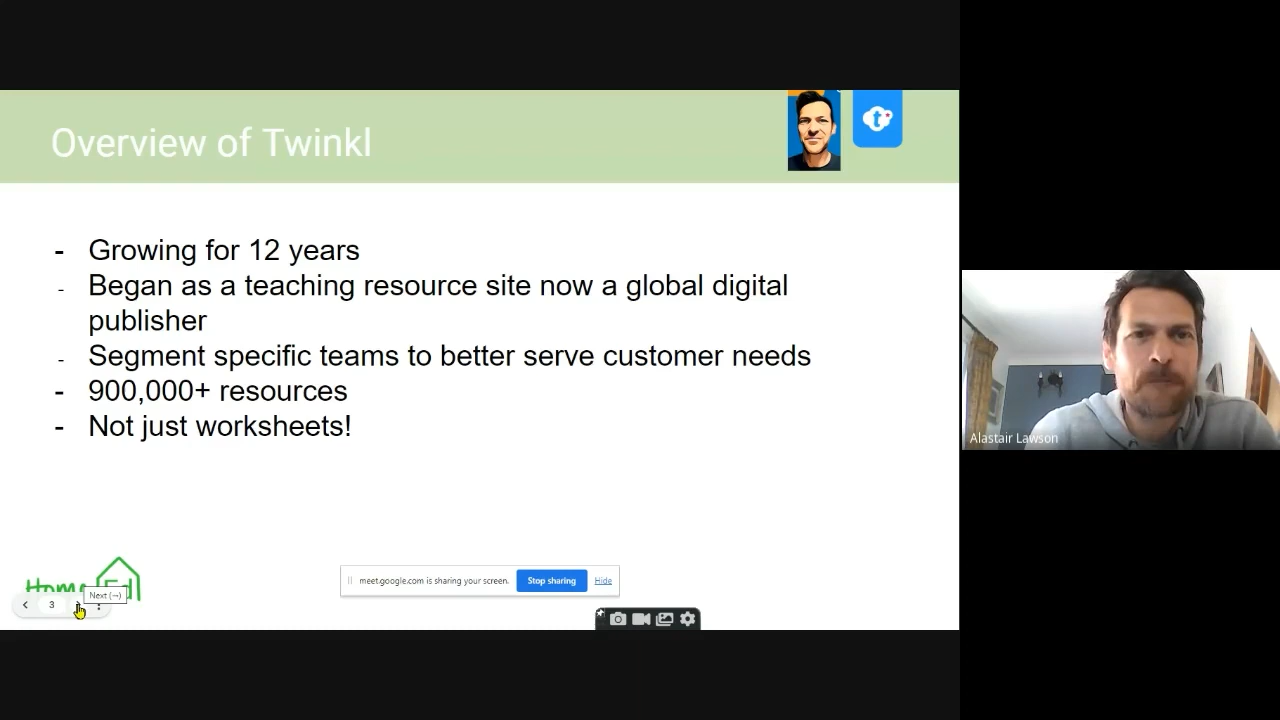 Overview of Twinkl
t
- Growing for 12 years
- Began as a teaching resource site now a global digital
publisher
- Segment specific teams to better serve customer needs
- 900,000+ resources
- Not just worksheets!
Alastair Lawson
Home Ed
Next (→)
3
meet.google.com is sharing your screen.
Stop sharing
Hide